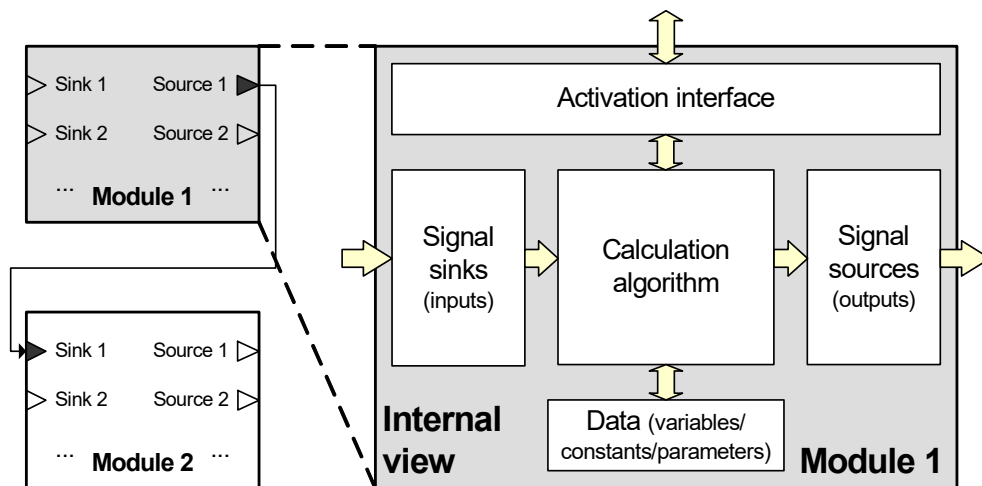 Sink 1 Source 1
Sink 2 Source 2
... Module 1 ...
Sink 1 Source 1
Sink 2 Source 2
... Module 2 ...
Activation interface
Signal
sinks
(inputs)
Calculation
algorithm
Signal
sources
(outputs)
Data (variables/
constants/parameters)
Internal
view
Module 1